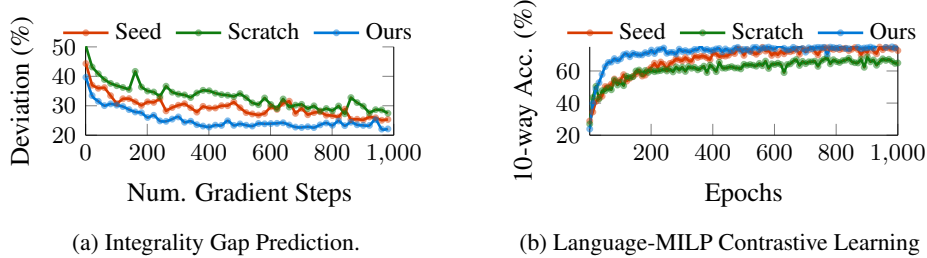 Seed Scratch Ours
Deviation (%)
50
40
30
20
0 200 400 600 800 1,000
Num. Gradient Steps
(a) Integrality Gap Prediction.
Seed Scratch Ours
10-way Acc. (%)
60
40
20
200 400 600 800 1,000
Epochs
(b) Language-MILP Contrastive Learning